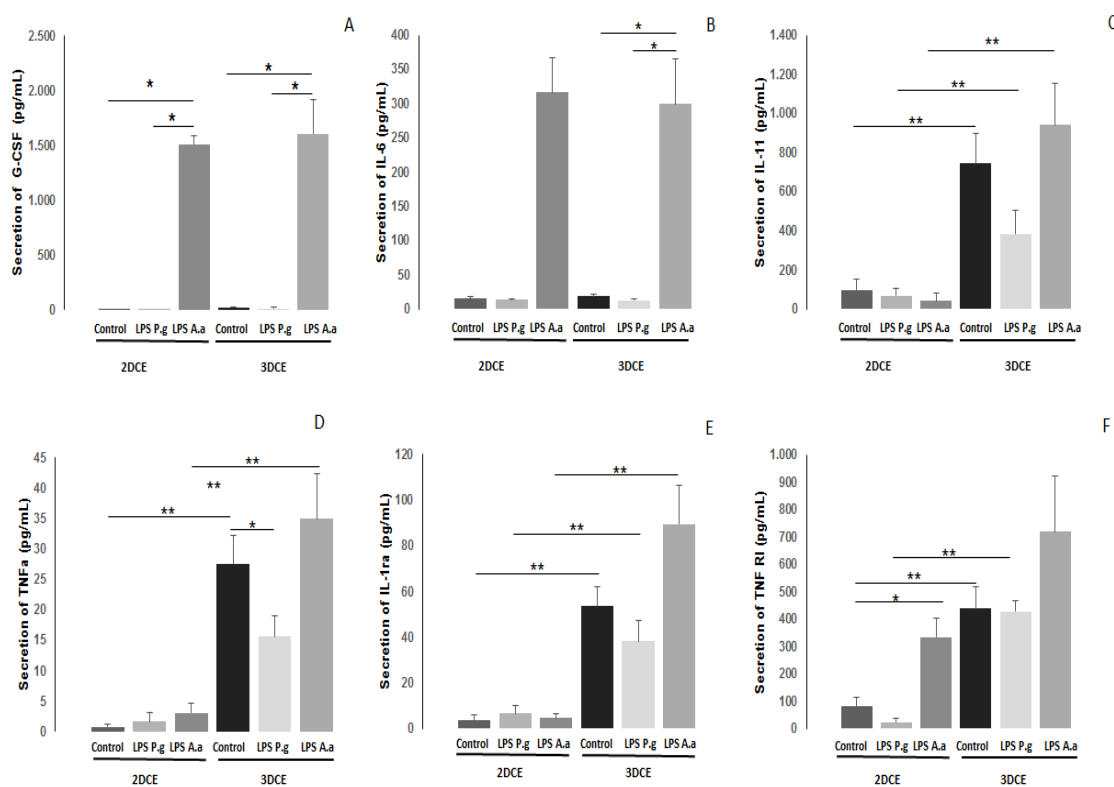 A
Secretion of G-CSF (pg/mL)
2.500
2.000
1.500
1.000
500
0
* * * *
Control LPS P.g LPS A.a Control LPS P.g LPS A.a
2DCE 3DCE
B
Secretion of IL-6 (pg/mL)
400
350
300
250
200
150
100
50
0
* *
Control LPS P.g LPS A.a Control LPS P.g LPS A.a
2DCE 3DCE
C
Secretion of IL-11 (pg/mL)
1.400
1.200
1.000
800
600
400
200
0
** ** **
Control LPS P.g LPS A.a Control LPS P.g LPS A.a
2DCE 3DCE
D
Secretion of TNFa (pg/mL)
45
40
35
30
25
20
15
10
5
0
** ** ** *
Control LPS P.g LPS A.a Control LPS P.g LPS A.a
2DCE 3DCE
E
Secretion of IL-1ra (pg/mL)
120
100
80
60
40
20
0
** ** **
Control LPS P.g LPS A.a Control LPS P.g LPS A.a
2DCE 3DCE
F
Secretion of TNF RI (pg/mL)
1.000
900
800
700
600
500
400
300
200
100
0
** ** *
Control LPS P.g LPS A.a Control LPS P.g LPS A.a
2DCE 3DCE